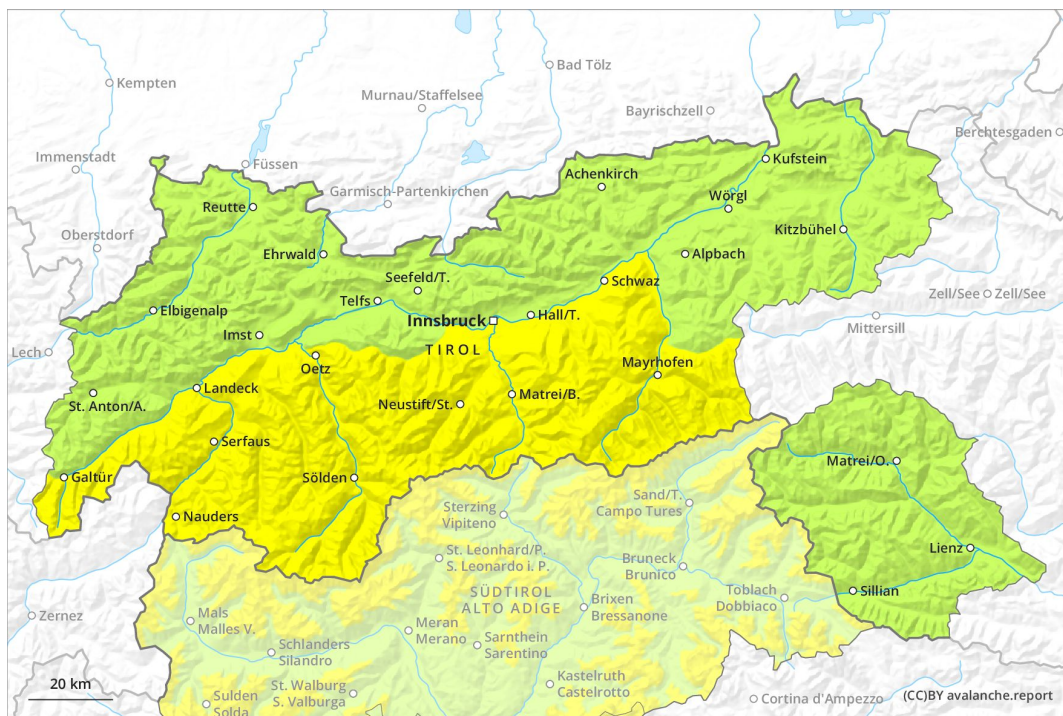 Kempten
Bad Tölz
Murnau/Staffelsee
Bayrischzell
Berchtesgaden
Immenstadt
Füssen
Kufstein
Achenkirch
Garmisch-Partenkirchen
Wörgl
Reutte
Kitzbühel
Oberstdorf
Ehrwald
Alpbach
Seefeld/T.
Schwaz
Zell/See
Zell/See
Telfs
Elbigenalp
Innsbruck
Hall/T.
Mittersill
Imst
Lech
TIROL
Oetz
Mayrhofen
Landeck
Matrei/B.
St. Anton/A.
Neustift/St.
Serfaus
Matrei/O.
Galtür
Sölden
Sand/T.
Campo Tures
Sterzing
Vipiteno
Nauders
Lienz
St. Leonhard/P.
S. Leonardo i. P.
Bruneck
Brunico
SÜDTIROL
ALTO ADIGE
Toblach
Dobbiaco
Sillian
Brixen
Bressanone
Zernez
Mals
Malles V.
Meran
Merano
Sarnthein
Sarentino
Schlanders
Silandro
Kastelruth
Castelrotto
20 km
St. Walburg
S. Valburga
Sulden
Solda
Cortina d'Ampezzo
(CC)BY avalanche.report